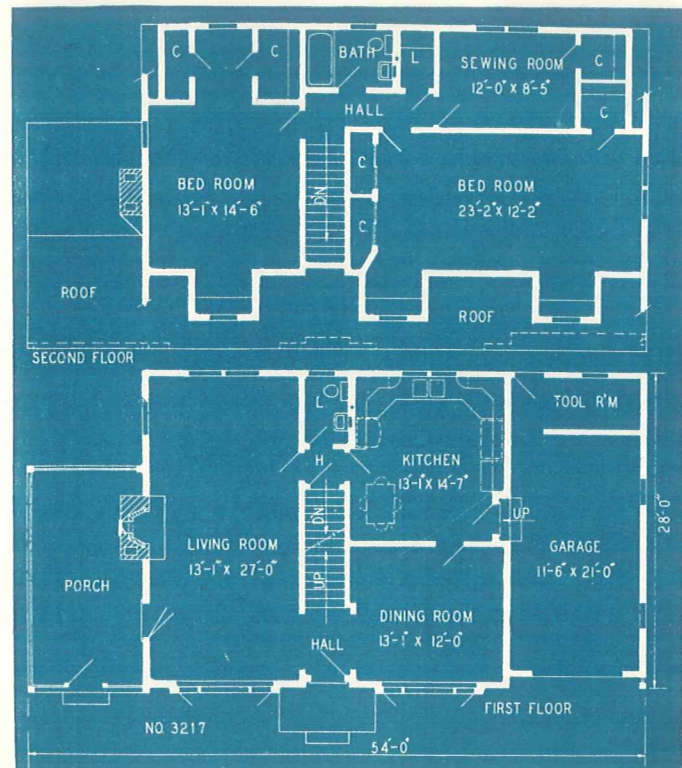 C
C
BATH
L
SEWING ROOM
12'-0" X 8'-5"
C
C
HALL
BED ROOM
13'-1" X 14'-6"
DN
C
C
BED ROOM
23'-2" X 12'-2"
ROOF
ROOF
SECOND FLOOR
L
TOOL R'M
H
KITCHEN
13'-1" X 14'-7"
DN
UP
UP
LIVING ROOM
13'-1" X 27'-0"
GARAGE
11'-6" X 21'-0"
28'-0"
PORCH
DINING ROOM
13'-1" X 12'-0"
HALL
NO. 3217
FIRST FLOOR
54'-0"